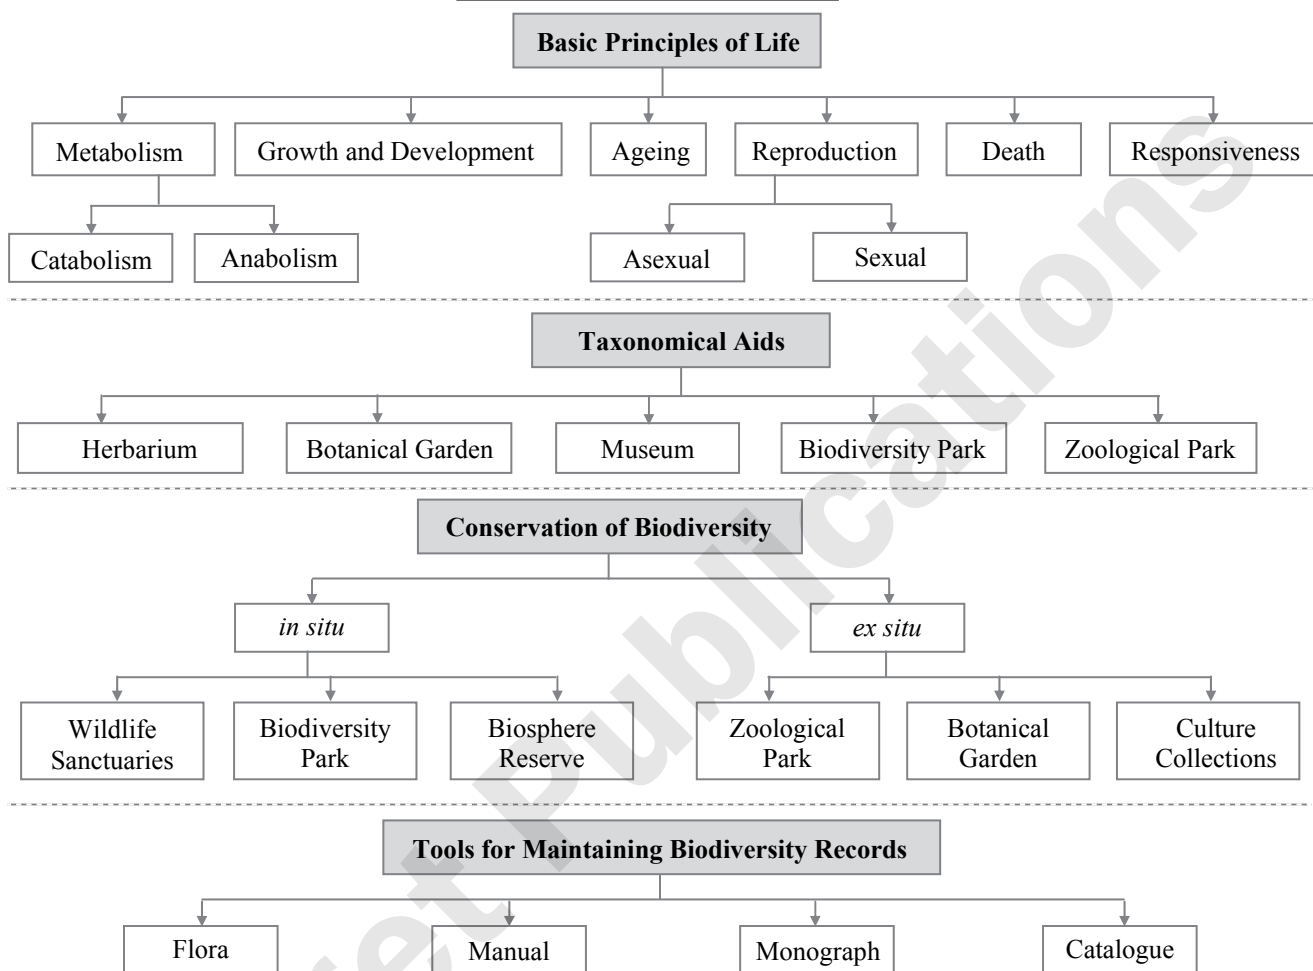 Basic Principles of Life
Metabolism
Growth and Development
Ageing
Reproduction
Death
Responsiveness
Catabolism
Anabolism
Asexual
Sexual
Taxonomical Aids
Herbarium
Botanical Garden
Museum
Biodiversity Park
Zoological Park
Conservation of Biodiversity
in situ
ex situ
Wildlife
Sanctuaries
Biodiversity
Park
Biosphere
Reserve
Zoological
Park
Botanical
Garden
Culture
Collections
Tools for Maintaining Biodiversity Records
Flora
Manual
Monograph
Catalogue
Publications